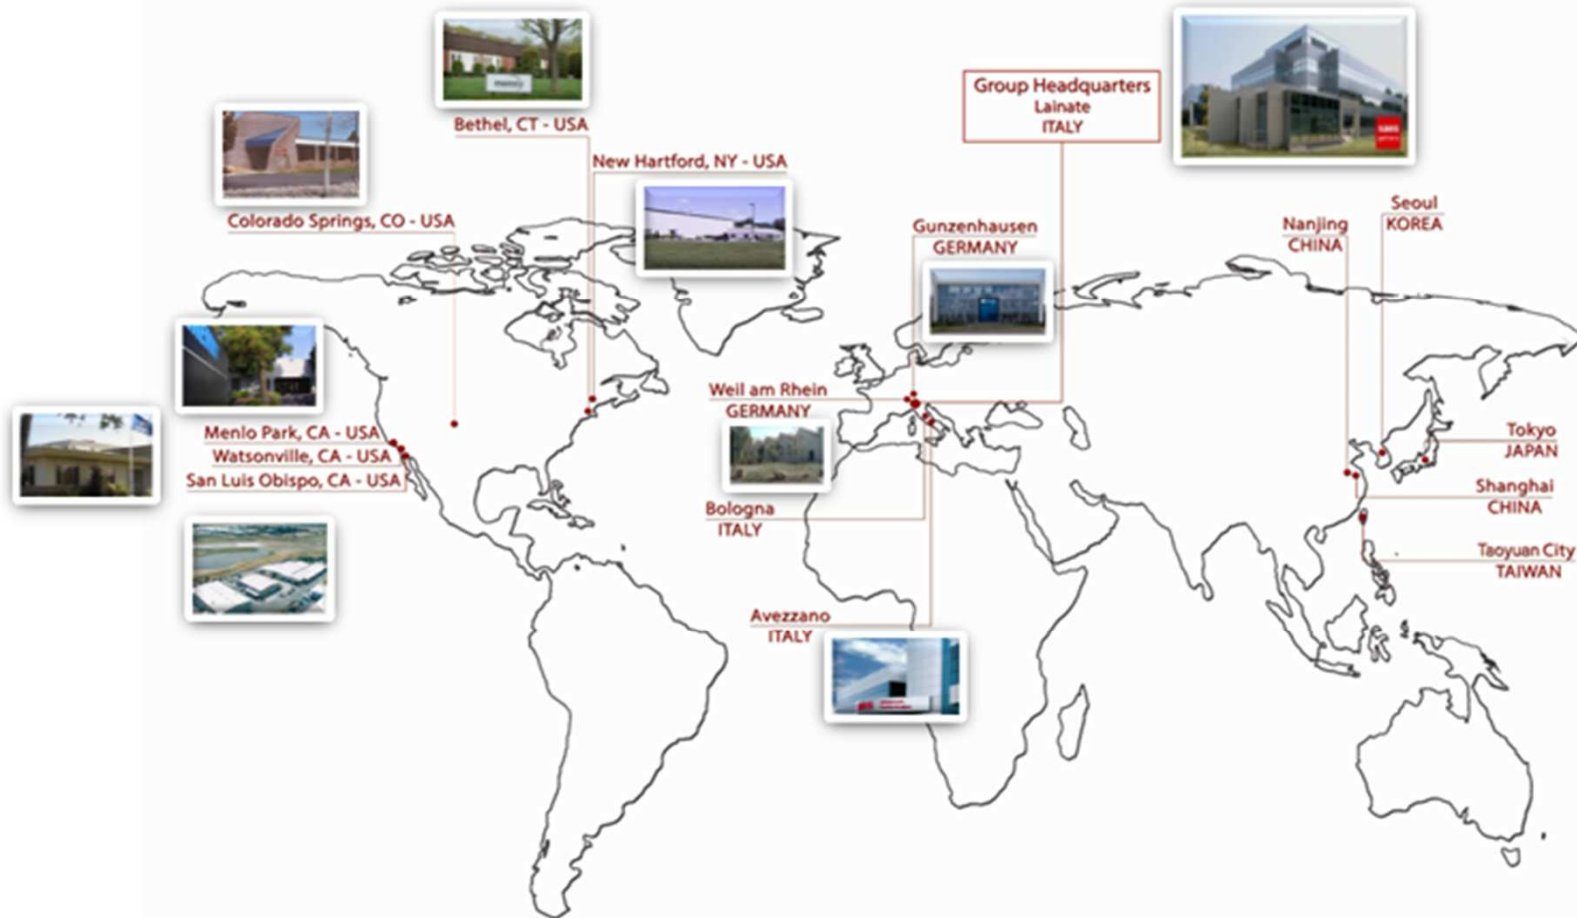 Bethel, CT - USA
New Hartford, NY - USA
Colorado Springs, CO - USA
Group Headquarters
Lainate
ITALY
saes
Gunzenhausen
GERMANY
Nanjing
CHINA
Seoul
KOREA
Weil am Rhein
GERMANY
Menlo Park, CA - USA
Watsonville, CA - USA
San Luis Obispo, CA - USA
Tokyo
JAPAN
Shanghai
CHINA
Bologna
ITALY
Taoyuan City
TAIWAN
Avezzano
ITALY